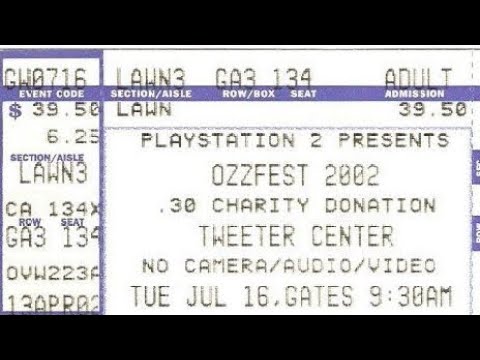 GW0716 LAWN3 GA3 134 ADULT
EVENT CODE SECTION/AISLE ROW/BOX SEAT ADMISSION
$ 39.50 LAWN 39.50
6.25 PLAYSTATION 2 PRESENTS
SECTION/AISLE
LAWN3 OZZFEST 2002
CA 134X .30 CHARITY DONATION
ROW SEAT
GA3 134 TWEETER CENTER
OVW223A NO CAMERA/AUDIO/VIDEO
13APR02 TUE JUL 16,GATES 9:30AM